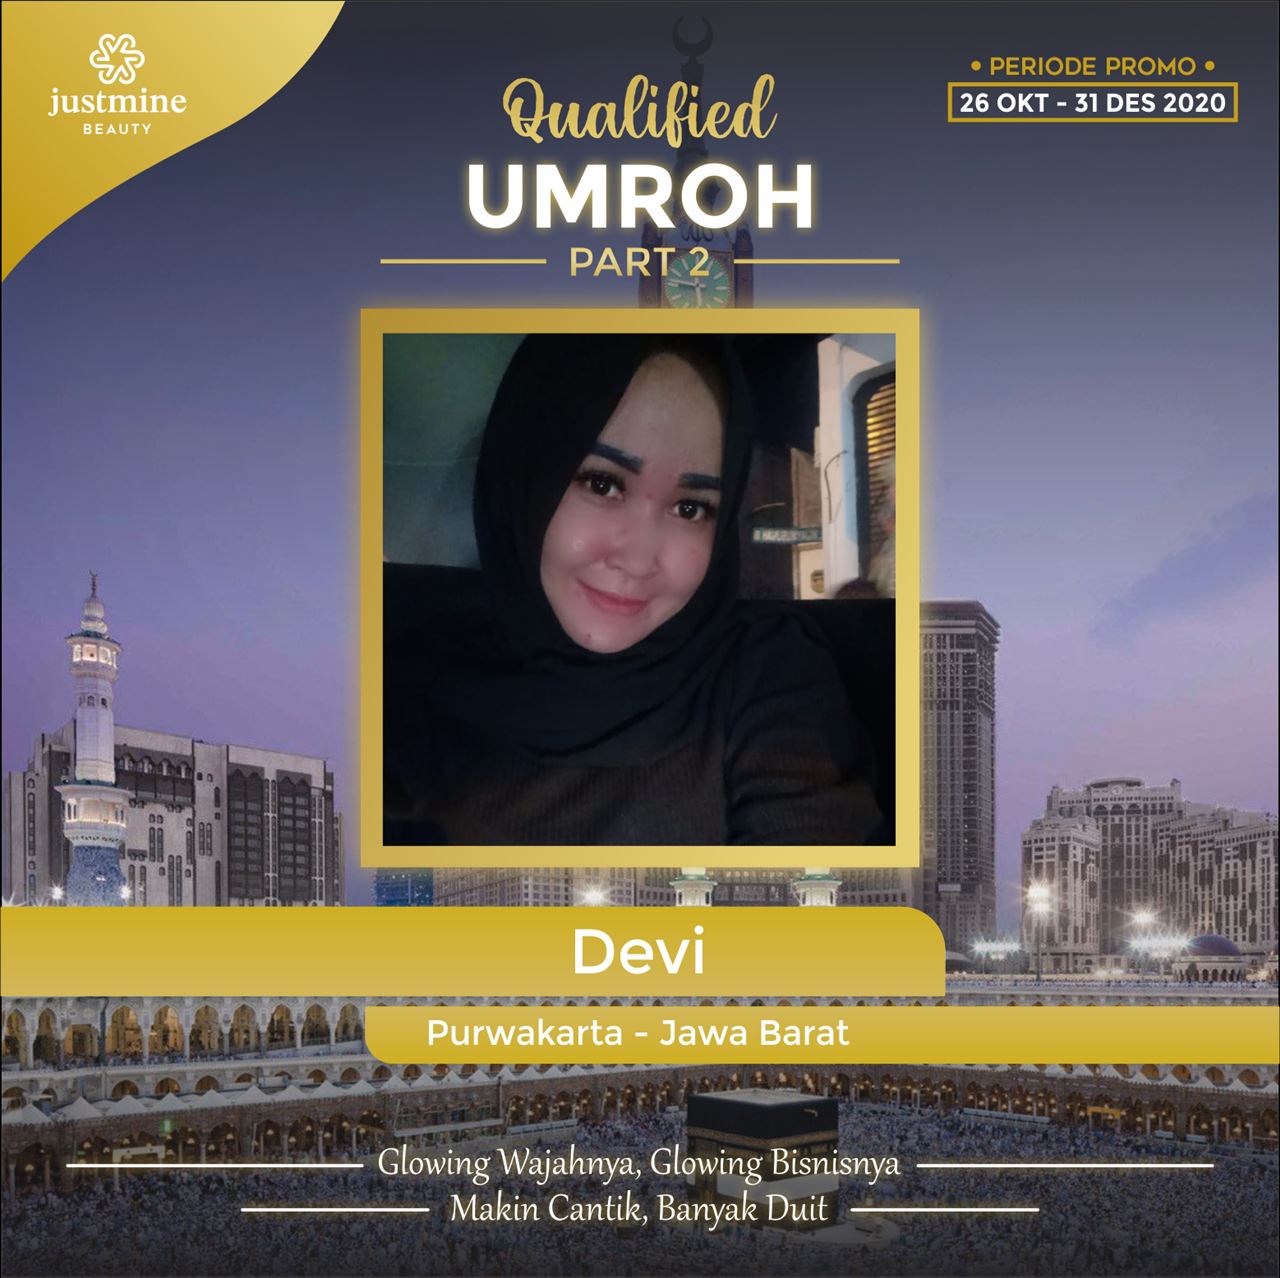 justmine
BEAUTY
• PERIODE PROMO •
26 OKT - 31 DES 2020
Qualified
UMROH
PART 2
Devi
Purwakarta - Jawa Barat
Glowing Wajahnya, Glowing Bisnisnya
Makin Cantik, Banyak Duit